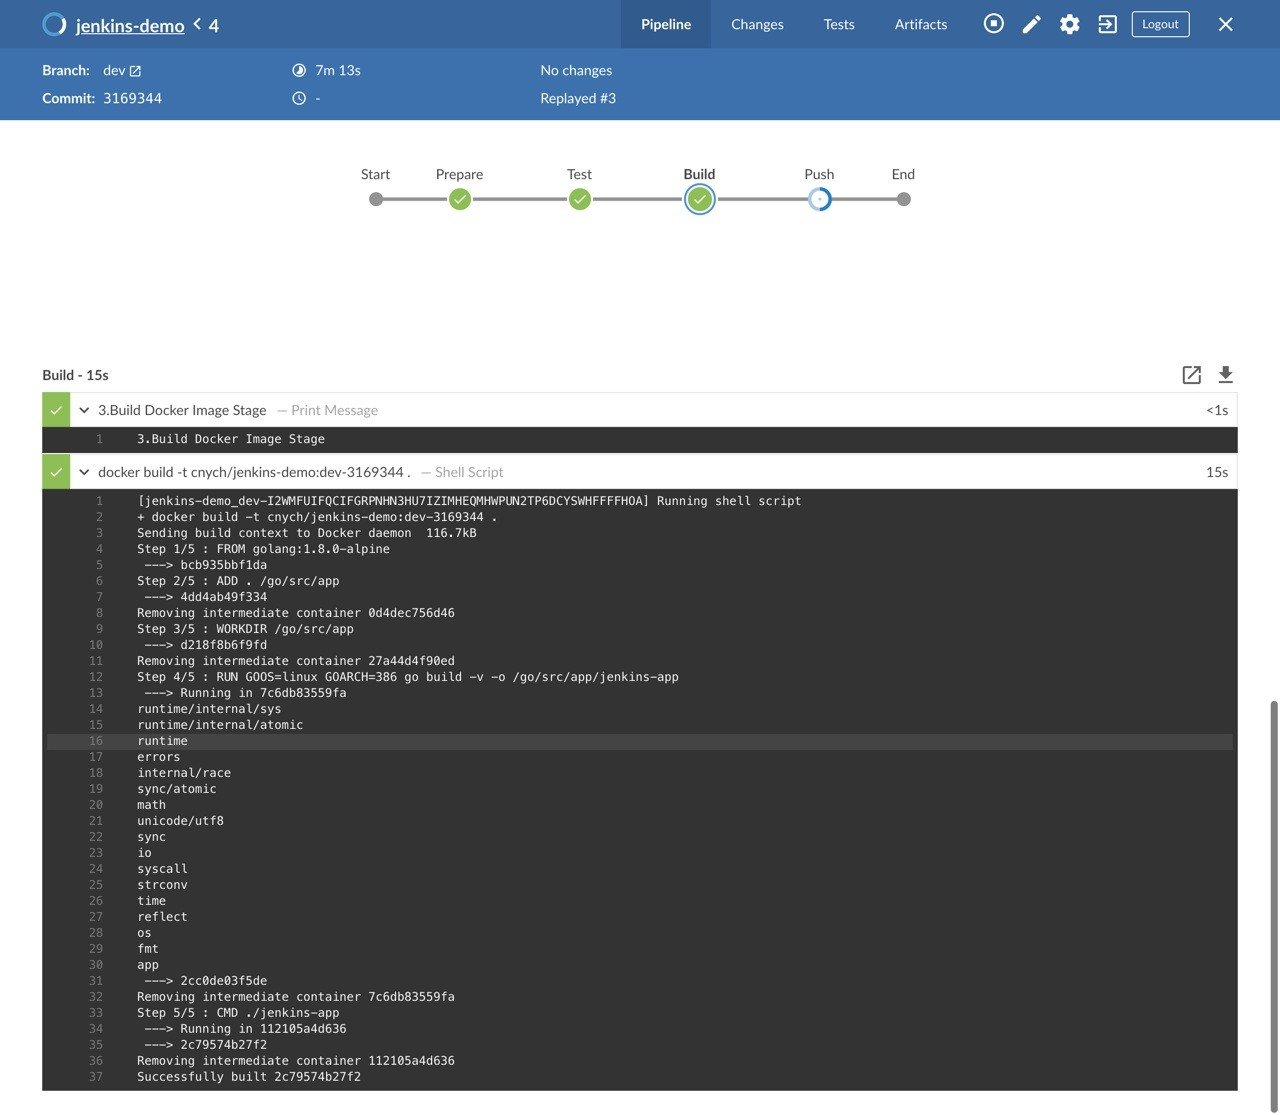 jenkins-demo < 4
Pipeline
Changes
Tests
Artifacts
Logout
Branch: dev
7m 13s
No changes
Commit: 3169344
-
Replayed #3
Start
Prepare
Test
Build
Push
End
Build - 15s
3.Build Docker Image Stage — Print Message
<1s
1 3.Build Docker Image Stage
docker build -t cnych/jenkins-demo:dev-3169344 . — Shell Script
15s
1 [jenkins-demo_dev-I2WMFUIFQCIFGRPNHN3HU7IZIMHEQMHWPUN2TP6DCYSWHFFFFHOA] Running shell script
2 + docker build -t cnych/jenkins-demo:dev-3169344 .
3 Sending build context to Docker daemon  116.7kB
4 Step 1/5 : FROM golang:1.8.0-alpine
5  ---> bcb935bbf1da
6 Step 2/5 : ADD . /go/src/app
7  ---> 4dd4ab49f334
8 Removing intermediate container 0d4dec756d46
9 Step 3/5 : WORKDIR /go/src/app
10  ---> d218f8b6f9fd
11 Removing intermediate container 27a44d4f90ed
12 Step 4/5 : RUN GOOS=linux GOARCH=386 go build -v -o /go/src/app/jenkins-app
13  ---> Running in 7c6db83559fa
14 runtime/internal/sys
15 runtime/internal/atomic
16 runtime
17 errors
18 internal/race
19 sync/atomic
20 math
21 unicode/utf8
22 sync
23 io
24 syscall
25 strconv
26 time
27 reflect
28 os
29 fmt
30 app
31  ---> 2cc0de03f5de
32 Removing intermediate container 7c6db83559fa
33 Step 5/5 : CMD ./jenkins-app
34  ---> Running in 112105a4d636
35  ---> 2c79574b27f2
36 Removing intermediate container 112105a4d636
37 Successfully built 2c79574b27f2